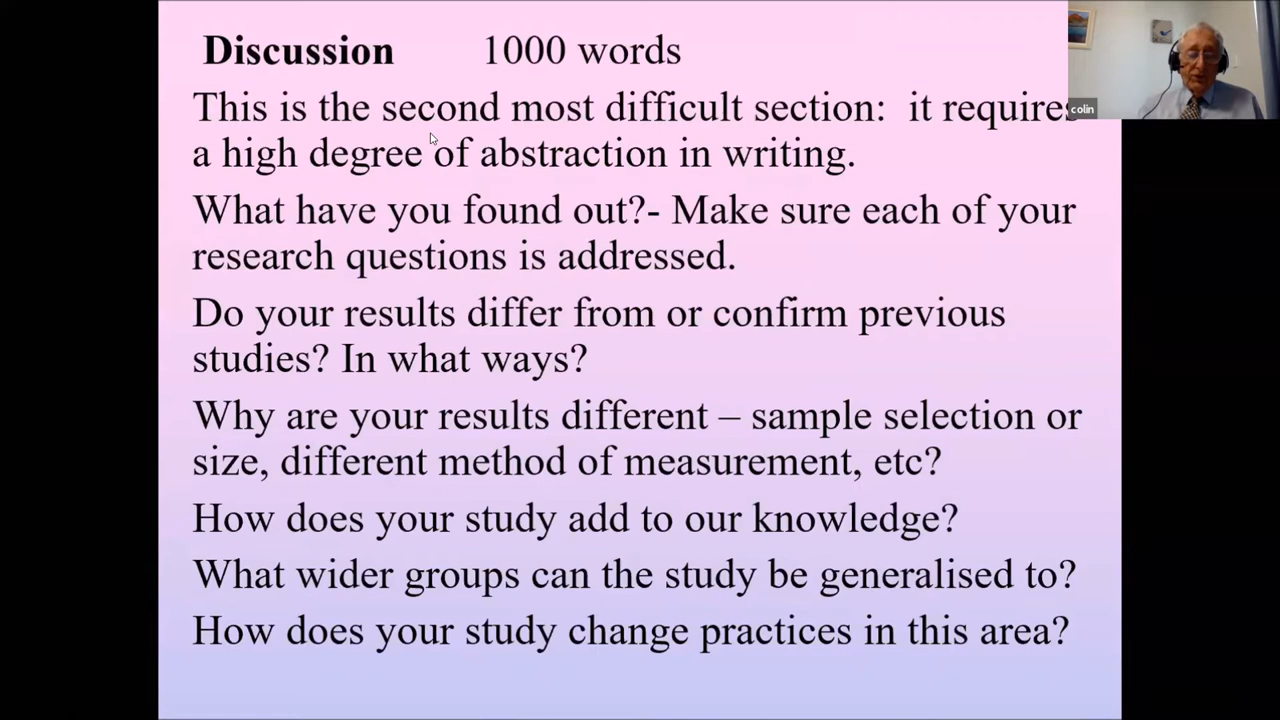 Discussion 1000 words
This is the second most difficult section: it requires
a high degree of abstraction in writing.
What have you found out?- Make sure each of your
research questions is addressed.
Do your results differ from or confirm previous
studies? In what ways?
Why are your results different – sample selection or
size, different method of measurement, etc?
How does your study add to our knowledge?
What wider groups can the study be generalised to?
How does your study change practices in this area?
colin